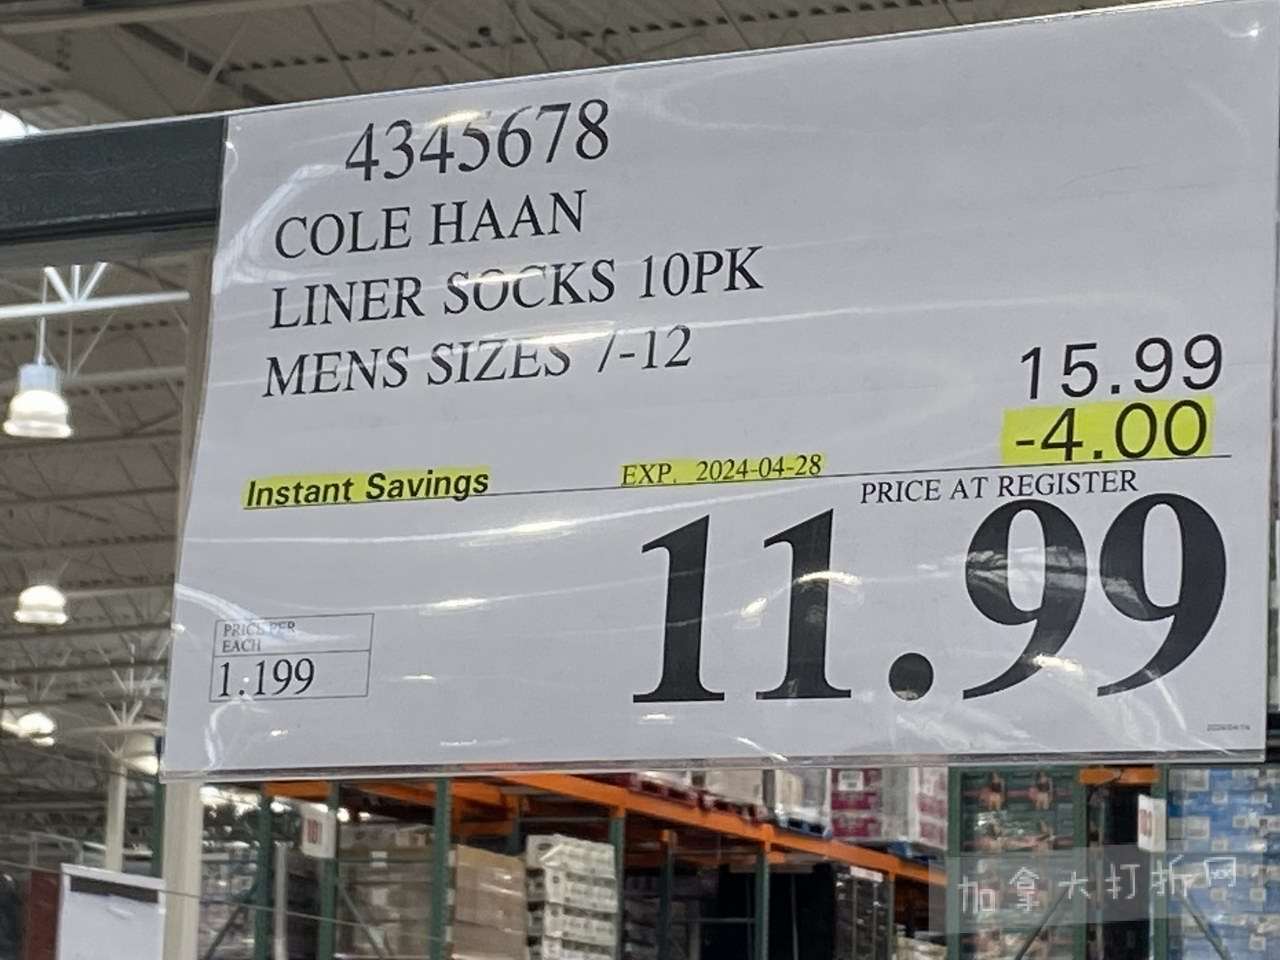 4345678
COLE HAAN
LINER SOCKS 10PK
MENS SIZES 7-12
15.99
-4.00
Instant Savings
EXP. 2024-04-28
PRICE AT REGISTER
11.99
PRICE PER
EACH
1.199
加拿大打折网